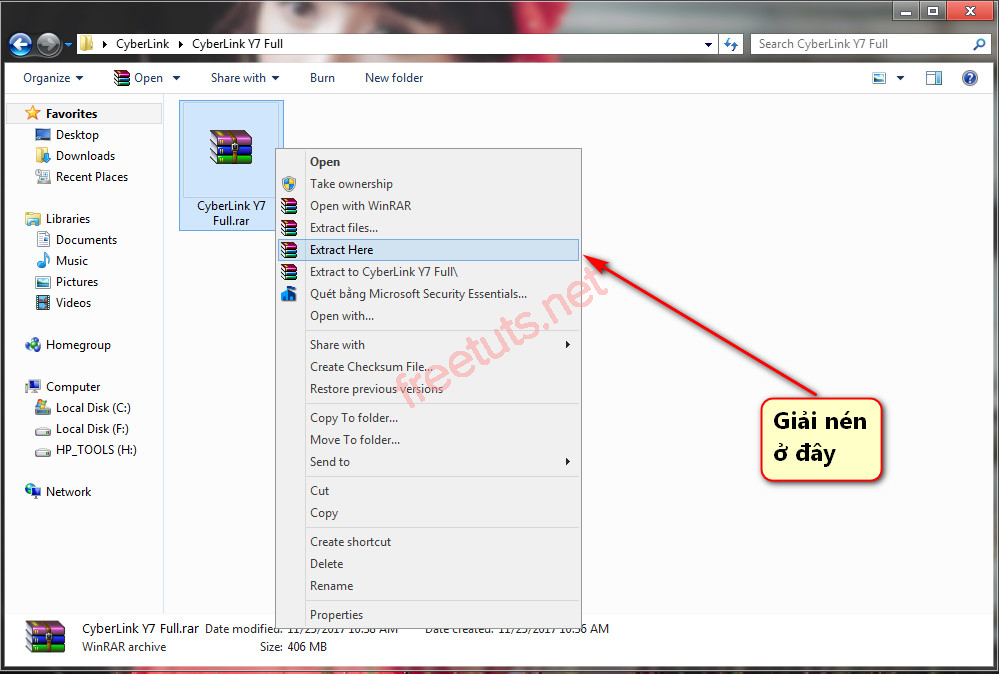 CyberLink
CyberLink Y7 Full
Search CyberLink Y7 Full
Organize
Open
Share with
Burn
New folder
Favorites
Desktop
Downloads
Recent Places
Libraries
Documents
Music
Pictures
Videos
Homegroup
Computer
Local Disk (C:)
Local Disk (F:)
HP_TOOLS (H:)
Network
CyberLink Y7
Full.rar
Open
Take ownership
Open with WinRAR
Extract files...
Extract Here
Extract to CyberLink Y7 Full\
Quét bằng Microsoft Security Essentials...
Open with...
Share with
Create Checksum File...
Restore previous versions
Copy To folder...
Move To folder...
Send to
Cut
Copy
Create shortcut
Delete
Rename
Properties
freetuts.net
Giải nén
ở đây
CyberLink Y7 Full.rar Date modified: 11/25/2017 10:58 AM Date created: 11/25/2017 10:56 AM
WinRAR archive Size: 406 MB